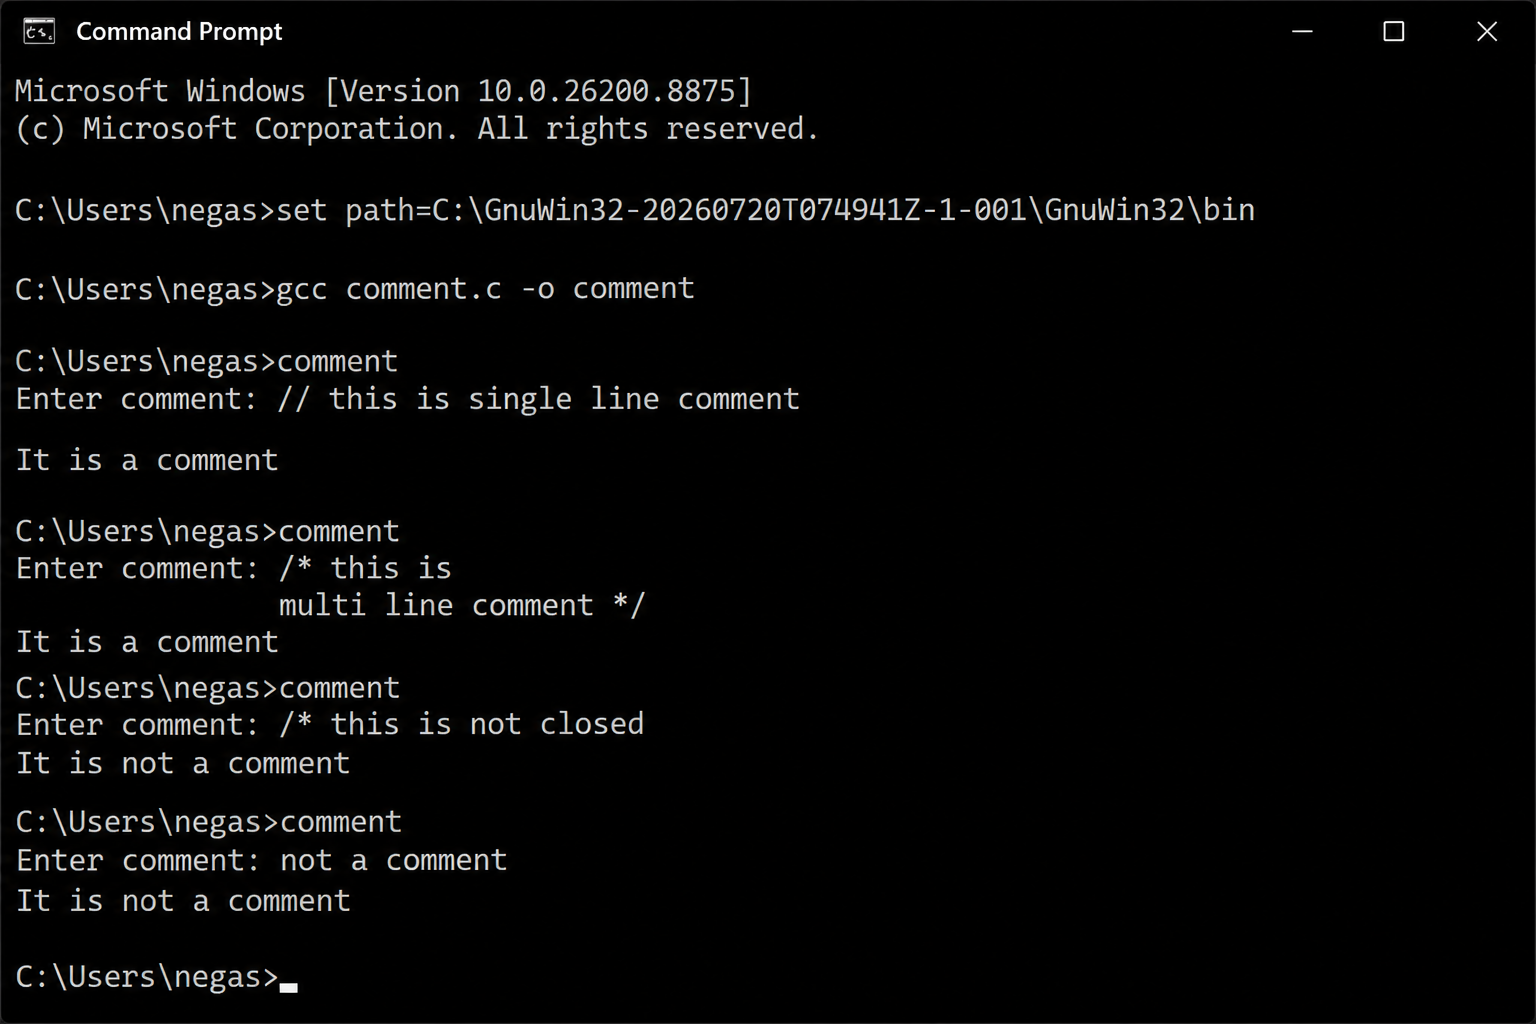 Command Prompt
Microsoft Windows [Version 10.0.26200.8875]
(c) Microsoft Corporation. All rights reserved.
C:\Users\negas>set path=C:\GnuWin32-20260720T074941Z-1-001\GnuWin32\bin
C:\Users\negas>gcc comment.c -o comment
C:\Users\negas>comment
Enter comment: // this is single line comment
It is a comment
C:\Users\negas>comment
Enter comment: /* this is
multi line comment */
It is a comment
C:\Users\negas>comment
Enter comment: /* this is not closed
It is not a comment
C:\Users\negas>comment
Enter comment: not a comment
It is not a comment
C:\Users\negas>